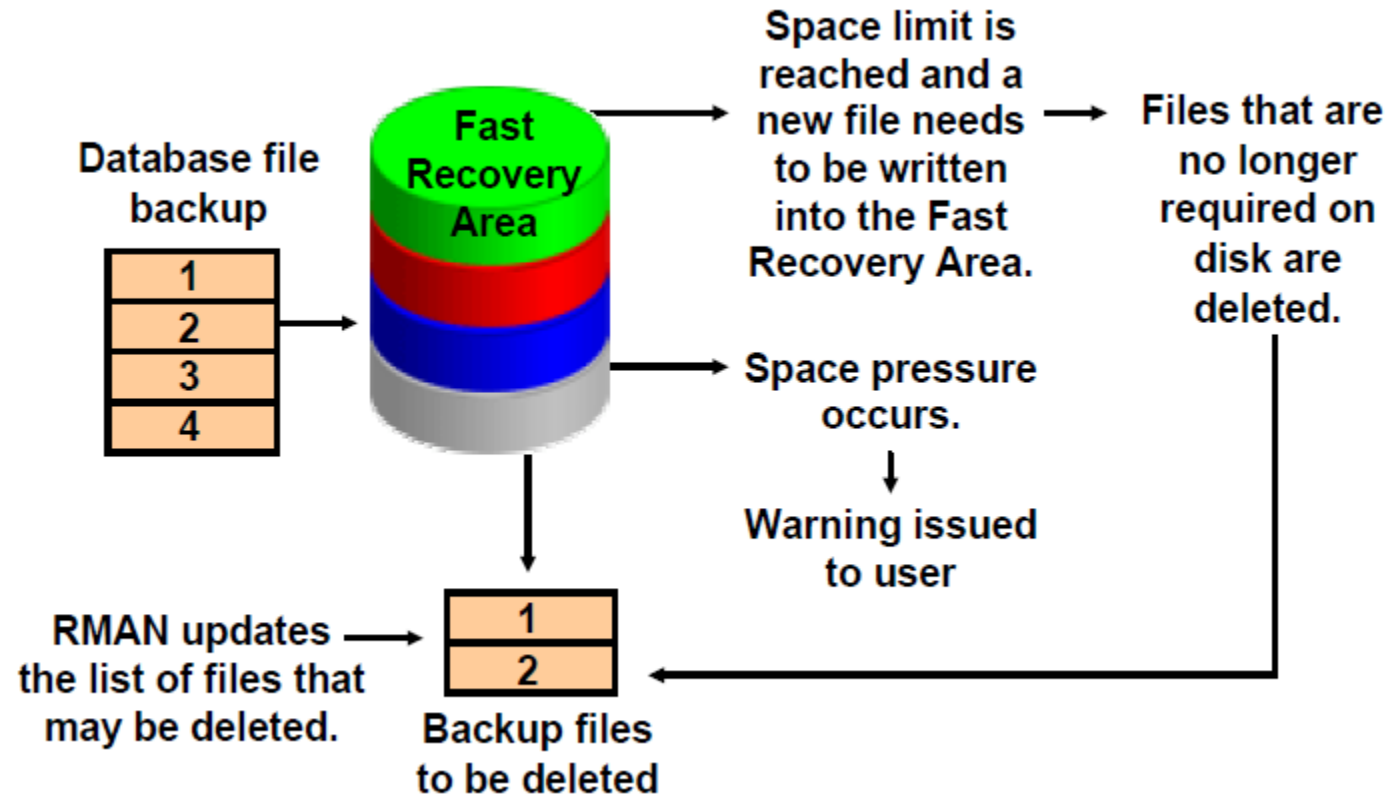 Database file
backup
1
2
3
4
Fast
Recovery
Area
Space limit is
reached and a
new file needs
to be written
into the Fast
Recovery Area.
Files that are
no longer
required on
disk are
deleted.
Space pressure
occurs.
Warning issued
to user
RMAN updates
the list of files that
may be deleted.
1
2
Backup files
to be deleted